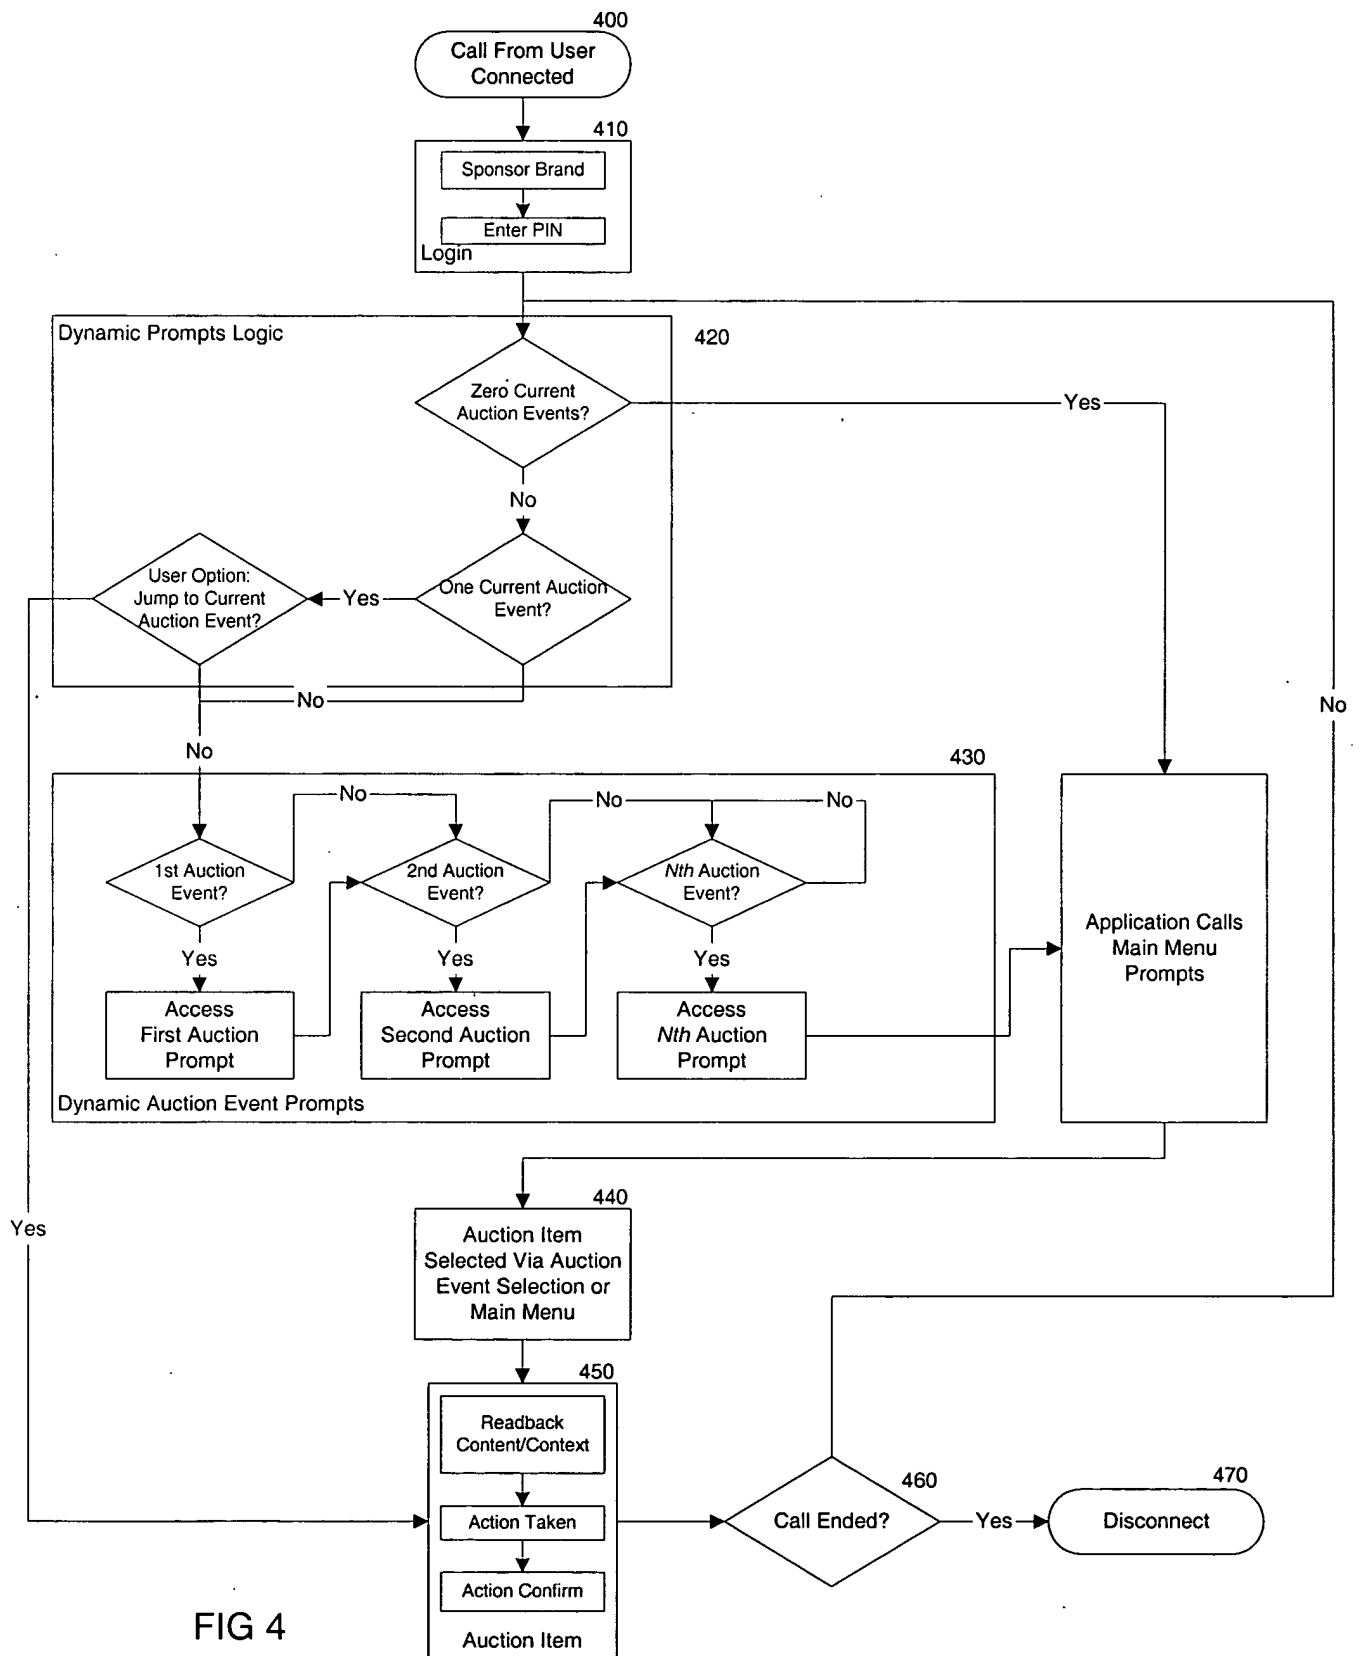 400
Call From User
Connected
410
Sponsor Brand
Enter PIN
Login
Dynamic Prompts Logic
420
Zero Current
Auction Events?
Yes
No
User Option:
Jump to Current
Auction Event?
Yes
One Current Auction
Event?
No
No
No
430
No
No
No
1st Auction
Event?
2nd Auction
Event?
Nth Auction
Event?
Yes
Yes
Yes
Access
First Auction
Prompt
Access
Second Auction
Prompt
Access
Nth Auction
Prompt
Application Calls
Main Menu
Prompts
Dynamic Auction Event Prompts
Yes
440
Auction Item
Selected Via Auction
Event Selection or
Main Menu
450
Readback
Content/Context
Action Taken
Action Confirm
Auction Item
460
Call Ended?
Yes
470
Disconnect
FIG 4